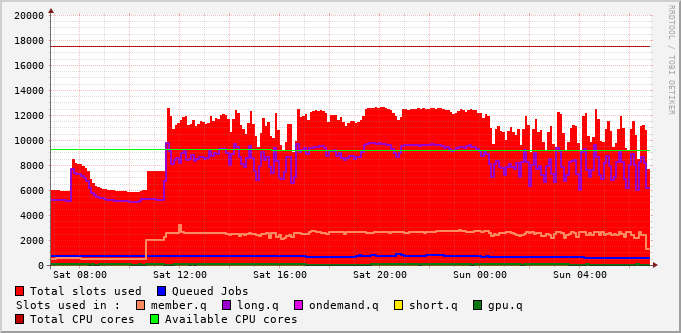 20000
18000
16000
14000
12000
10000
8000
6000
4000
2000
0
Sat 08:00 Sat 12:00 Sat 16:00 Sat 20:00 Sun 00:00 Sun 04:00
Total slots used Queued Jobs
Slots used in : member.q long.q ondemand.q short.q gpu.q
Total CPU cores Available CPU cores
RRDTOOL / TOBI OETIKER